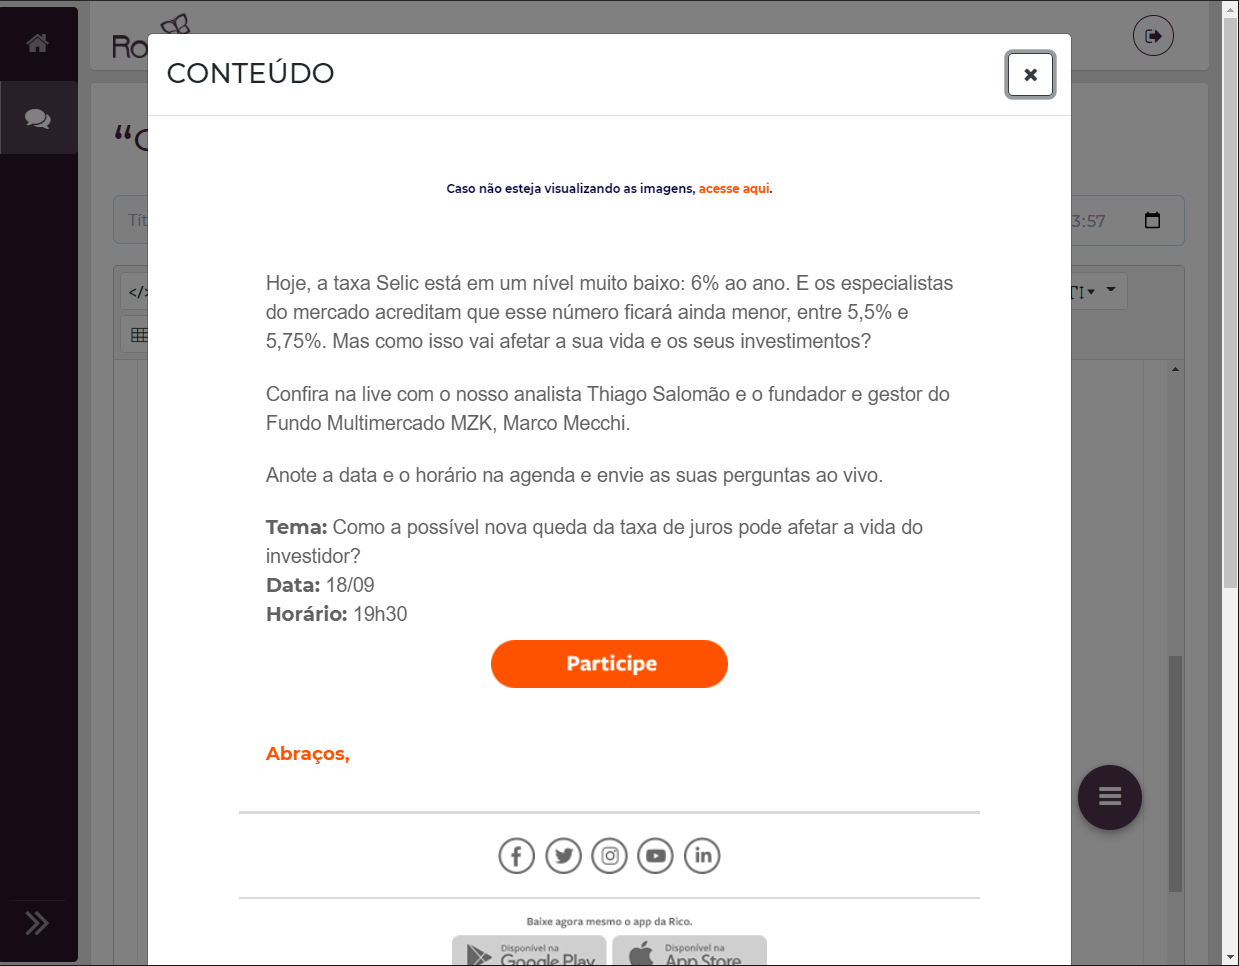 Ro
CONTEÚDO
“C
Tít
3:57
</>
TI
Caso não esteja visualizando as imagens, acesse aqui.
Hoje, a taxa Selic está em um nível muito baixo: 6% ao ano. E os especialistas
do mercado acreditam que esse número ficará ainda menor, entre 5,5% e
5,75%. Mas como isso vai afetar a sua vida e os seus investimentos?
Confira na live com o nosso analista Thiago Salomão e o fundador e gestor do
Fundo Multimercado MZK, Marco Mecchi.
Anote a data e o horário na agenda e envie as suas perguntas ao vivo.
Tema: Como a possível nova queda da taxa de juros pode afetar a vida do
investidor?
Data: 18/09
Horário: 19h30
Participe
Abraços,
Baixe agora mesmo o app da Rico.
Disponível na
Google Play
Disponível na
App Store